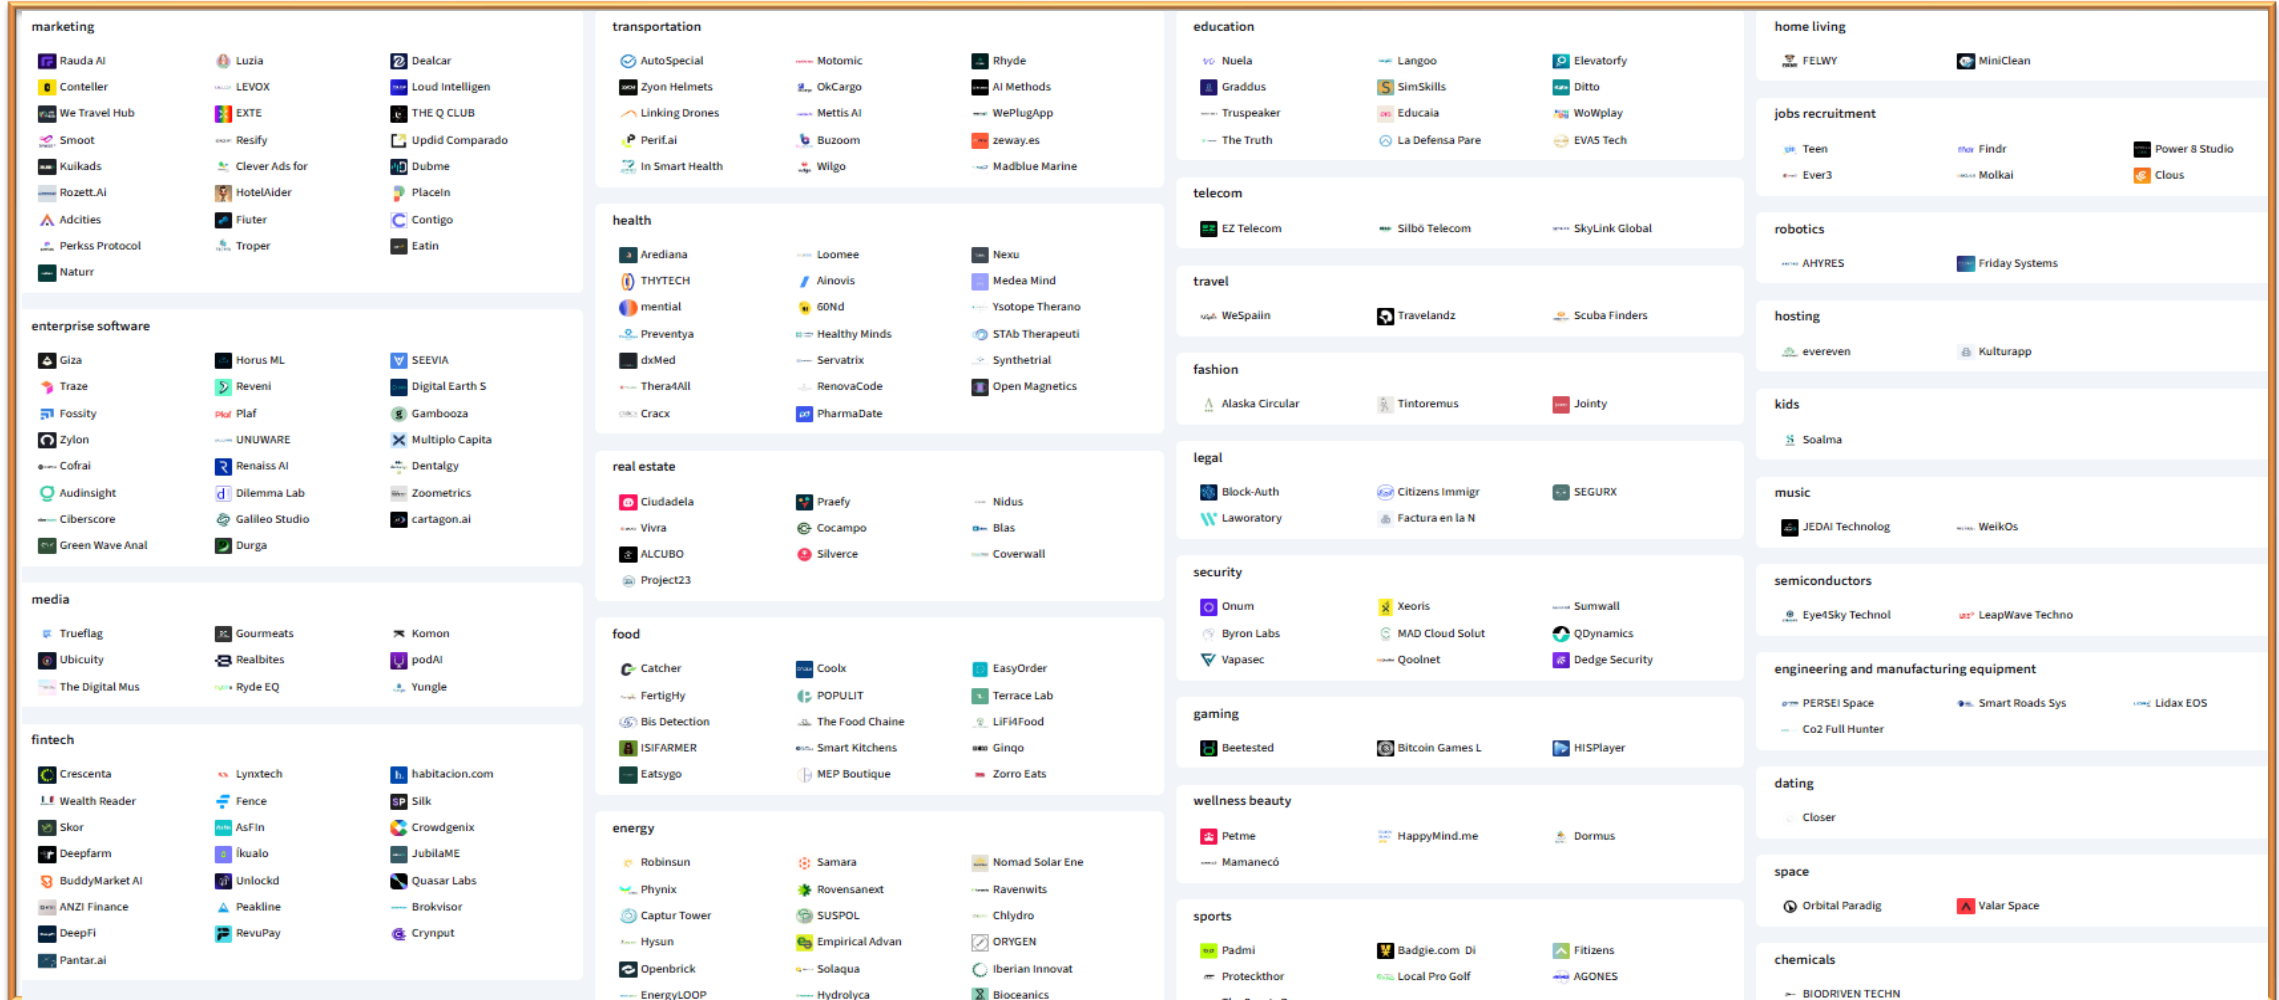 marketing
Rauda AI Luzia Dealcar
Conteller LEVOX Loud Intelligen
We Travel Hub EXTE THE Q CLUB
Smoot Resify Updid Comparado
Kuikads Clever Ads for Dubme
Rozett.Ai HotelAider PlaceIn
Adcities Fiuter Contigo
Perkss Protocol Troper Eatin
Naturr
enterprise software
Giza Horus ML SEEVIA
Traze Reveni Digital Earth S
Fossity Plaf Gambooza
Zylon UNUWARE Multiplo Capita
Cofrai Renaiss AI Dentalgy
Audinsight Dilemma Lab Zoometrics
Ciberscore Galileo Studio cartagon.ai
Green Wave Anal Durga
media
Trueflag Gourmeats Komon
Ubicuity Realbites podAI
The Digital Mus Ryde EQ Yungle
fintech
Crescenta Lynxtech habitacion.com
Wealth Reader Fence Silk
Skor AsFIn Crowdgenix
Deepfarm Íkualo JubilaME
BuddyMarket AI Unlockd Quasar Labs
ANZI Finance Peakline Brokvisor
DeepFi RevuPay Crynput
Pantar.ai
transportation
AutoSpecial Motomic Rhyde
Zyon Helmets OkCargo AI Methods
Linking Drones Mettis AI WePlugApp
Perif.ai Buzoom zeway.es
In Smart Health Wilgo Madblue Marine
health
Arediana Loomee Nexu
THYTECH Ainovis Medea Mind
mential 60Nd Ysotope Therano
Preventya Healthy Minds STAb Therapeuti
dxMed Servatrix Synthetrial
Thera4All RenovaCode Open Magnetics
Cracx PharmaDate
real estate
Ciudadela Praefy Nidus
Vivra Cocampo Blas
ALCUBO Silverce Coverwall
Project23
food
Catcher Coolx EasyOrder
FertigHy POPULIT Terrace Lab
Bis Detection The Food Chaine LiFi4Food
ISIFARMER Smart Kitchens Ginqo
Eatsygo MEP Boutique Zorro Eats
energy
Robinsun Samara Nomad Solar Ene
Phynix Rovensanext Ravenwits
Captur Tower SUSPOL Chlydro
Hysun Empirical Advan ORYGEN
Openbrick Solaqua Iberian Innovat
EnergyLOOP Hydrolyca Bioceanics
education
Nuela Langoo Elevatorfy
Graddus SimSkills Ditto
Truspeaker Educaia WoWplay
The Truth La Defensa Pare EVA5 Tech
telecom
EZ Telecom Silbö Telecom SkyLink Global
travel
WeSpaiin Travelandz Scuba Finders
fashion
Alaska Circular Tintoremus Jointy
legal
Block-Auth Citizens Immigr SEGURX
Laworatory Factura en la N
security
Onum Xeoris Sumwall
Byron Labs MAD Cloud Solut QDynamics
Vapasec Qoolnet Dedge Security
gaming
Beetested Bitcoin Games L HISPlayer
wellness beauty
Petme HappyMind.me Dormus
Mamanecó
sports
Padmi Badgie.com Di Fitizens
Proteckthor Local Pro Golf AGONES
home living
FELWY MiniClean
jobs recruitment
Teen Findr Power 8 Studio
Ever3 Molkai Clous
robotics
AHYRES Friday Systems
hosting
evereven Kulturapp
kids
Soalma
music
JEDAI Technolog WeikOs
semiconductors
Eye4Sky Technol LeapWave Techno
engineering and manufacturing equipment
PERSEI Space Smart Roads Sys Lidax EOS
Co2 Full Hunter
dating
Closer
space
Orbital Paradig Valar Space
chemicals
BIODRIVEN TECHN